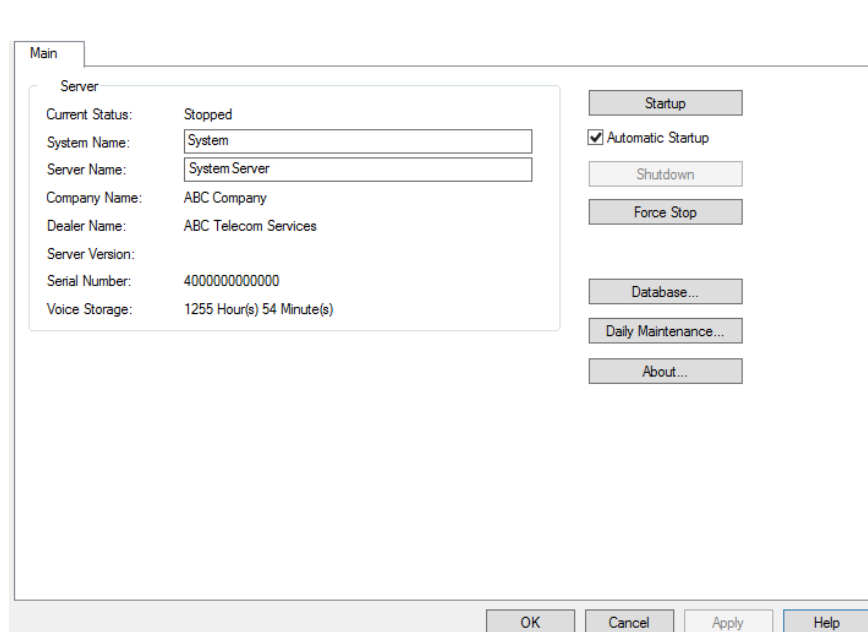 Main
Server
Current Status: Stopped
System Name: System
Server Name: System Server
Company Name: ABC Company
Dealer Name: ABC Telecom Services
Server Version:
Serial Number: 4000000000000
Voice Storage: 1255 Hour(s) 54 Minute(s)
Startup
Automatic Startup
Shutdown
Force Stop
Database...
Daily Maintenance...
About...
OK Cancel Apply Help